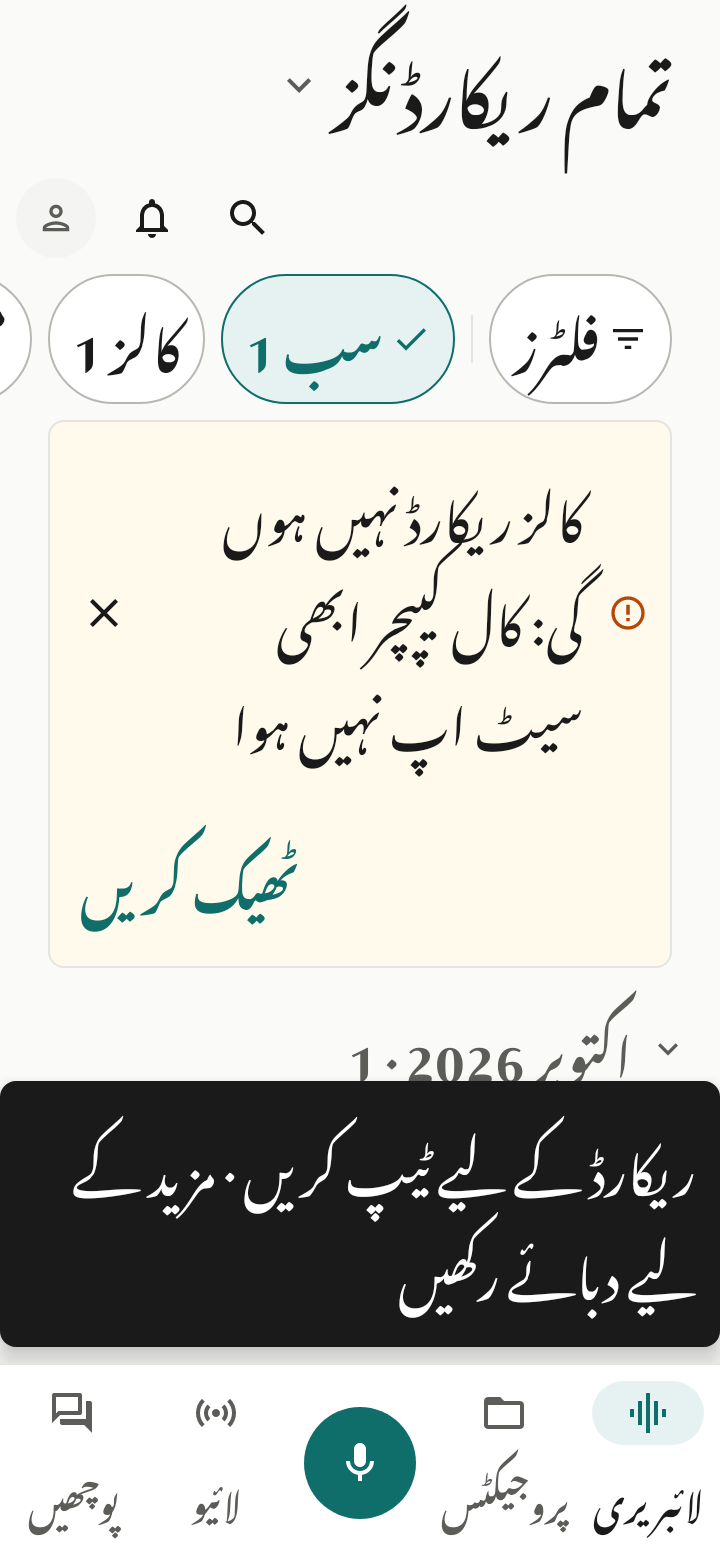 تمام ریکارڈنگز
فلٹرز
سب 1
کالز 1
کالز ریکارڈ نہیں ہوں
گی: کال کیپچر ابھی
سیٹ اپ نہیں ہوا
ٹھیک کریں
اکتوبر 2026 · 1
ریکارڈ کے لیے ٹیپ کریں · مزید کے
لیے دبائے رکھیں
لائبریری
پروجیکٹس
لائیو
پوچھیں